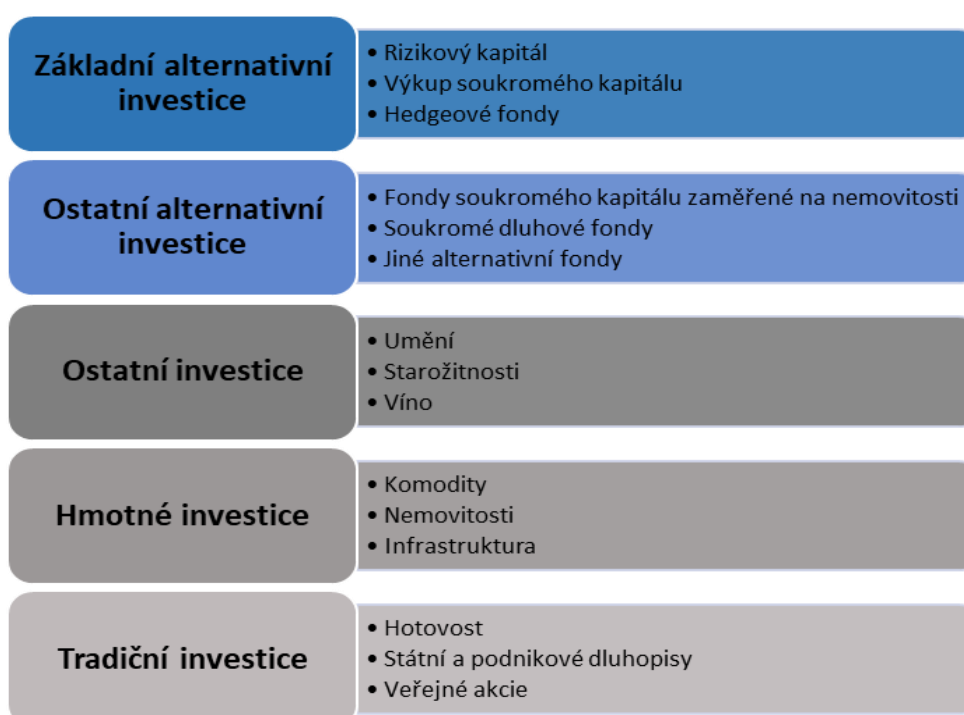 Základní alternativní
investice
• Rizikový kapitál
• Výkup soukromého kapitálu
• Hedgeové fondy
Ostatní alternativní
investice
• Fondy soukromého kapitálu zaměřené na nemovitosti
• Soukromé dluhové fondy
• Jiné alternativní fondy
Ostatní investice
• Umění
• Starožitnosti
• Víno
Hmotné investice
• Komodity
• Nemovitosti
• Infrastruktura
Tradiční investice
• Hotovost
• Státní a podnikové dluhopisy
• Veřejné akcie